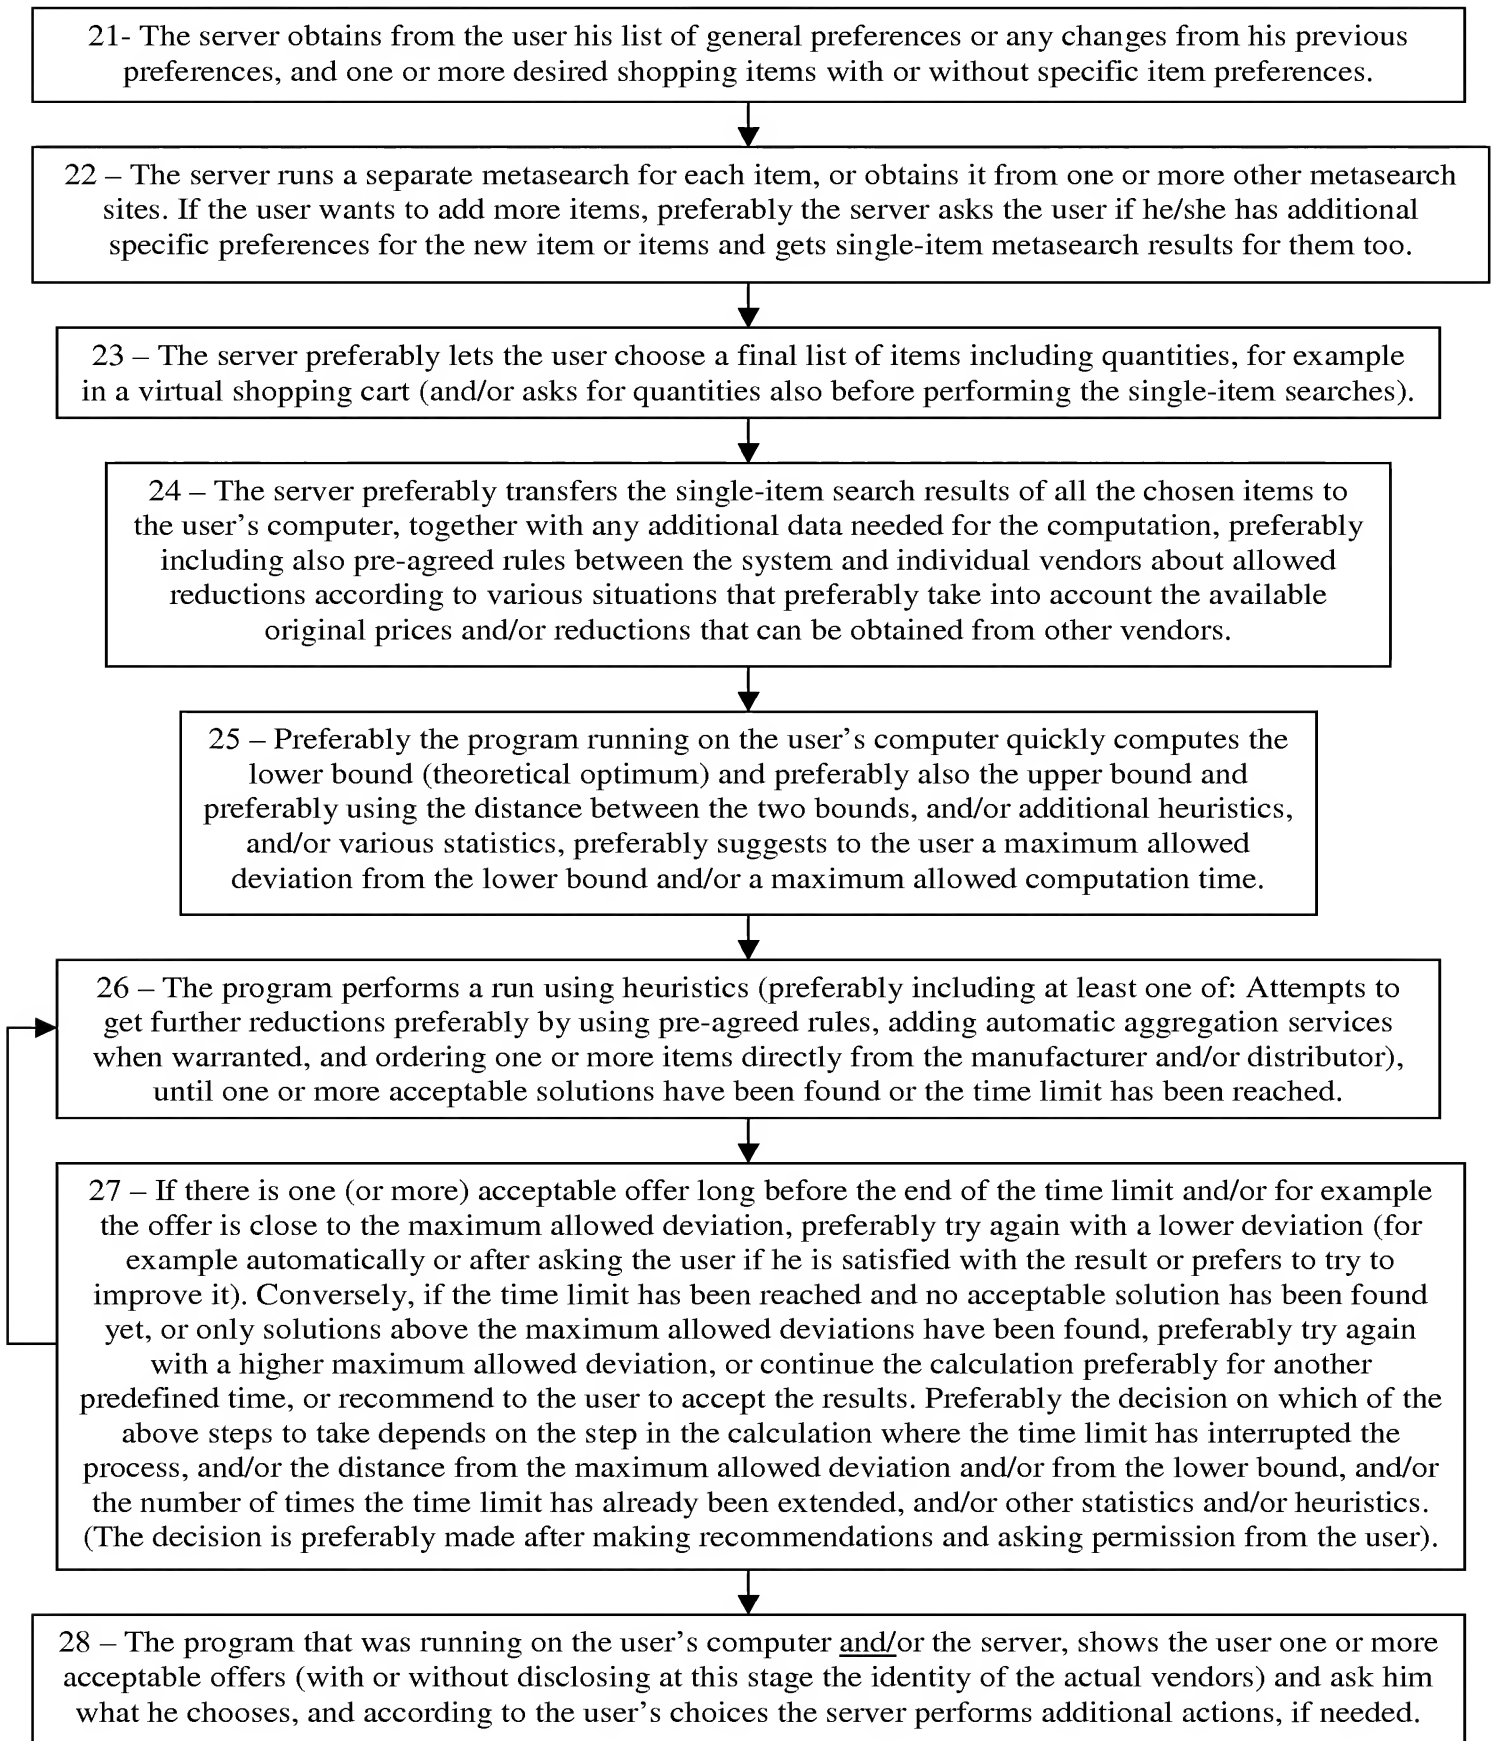 21- The server obtains from the user his list of general preferences or any changes from his previous
preferences, and one or more desired shopping items with or without specific item preferences.
22 – The server runs a separate metasearch for each item, or obtains it from one or more other metasearch
sites. If the user wants to add more items, preferably the server asks the user if he/she has additional
specific preferences for the new item or items and gets single-item metasearch results for them too.
23 – The server preferably lets the user choose a final list of items including quantities, for example
in a virtual shopping cart (and/or asks for quantities also before performing the single-item searches).
24 – The server preferably transfers the single-item search results of all the chosen items to
the user's computer, together with any additional data needed for the computation, preferably
including also pre-agreed rules between the system and individual vendors about allowed
reductions according to various situations that preferably take into account the available
original prices and/or reductions that can be obtained from other vendors.
25 – Preferably the program running on the user's computer quickly computes the
lower bound (theoretical optimum) and preferably also the upper bound and
preferably using the distance between the two bounds, and/or additional heuristics,
and/or various statistics, preferably suggests to the user a maximum allowed
deviation from the lower bound and/or a maximum allowed computation time.
26 – The program performs a run using heuristics (preferably including at least one of: Attempts to
get further reductions preferably by using pre-agreed rules, adding automatic aggregation services
when warranted, and ordering one or more items directly from the manufacturer and/or distributor),
until one or more acceptable solutions have been found or the time limit has been reached.
27 – If there is one (or more) acceptable offer long before the end of the time limit and/or for example
the offer is close to the maximum allowed deviation, preferably try again with a lower deviation (for
example automatically or after asking the user if he is satisfied with the result or prefers to try to
improve it). Conversely, if the time limit has been reached and no acceptable solution has been found
yet, or only solutions above the maximum allowed deviations have been found, preferably try again
with a higher maximum allowed deviation, or continue the calculation preferably for another
predefined time, or recommend to the user to accept the results. Preferably the decision on which of the
above steps to take depends on the step in the calculation where the time limit has interrupted the
process, and/or the distance from the maximum allowed deviation and/or from the lower bound, and/or
the number of times the time limit has already been extended, and/or other statistics and/or heuristics.
(The decision is preferably made after making recommendations and asking permission from the user).
28 – The program that was running on the user's computer and/or the server, shows the user one or more
acceptable offers (with or without disclosing at this stage the identity of the actual vendors) and ask him
what he chooses, and according to the user's choices the server performs additional actions, if needed.